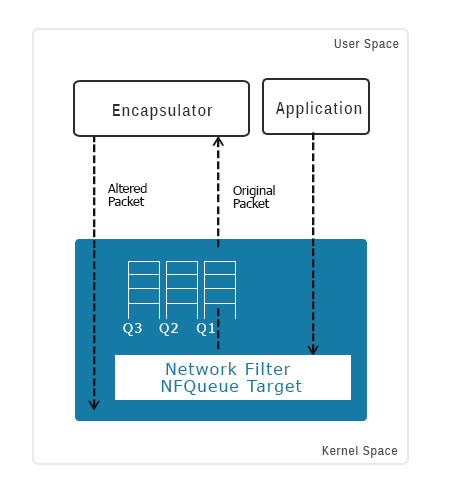 User Space
Encapsulator
Application
Altered
Packet
Original
Packet
Q3 Q2 Q1
Network Filter
NFQueue Target
Kernel Space